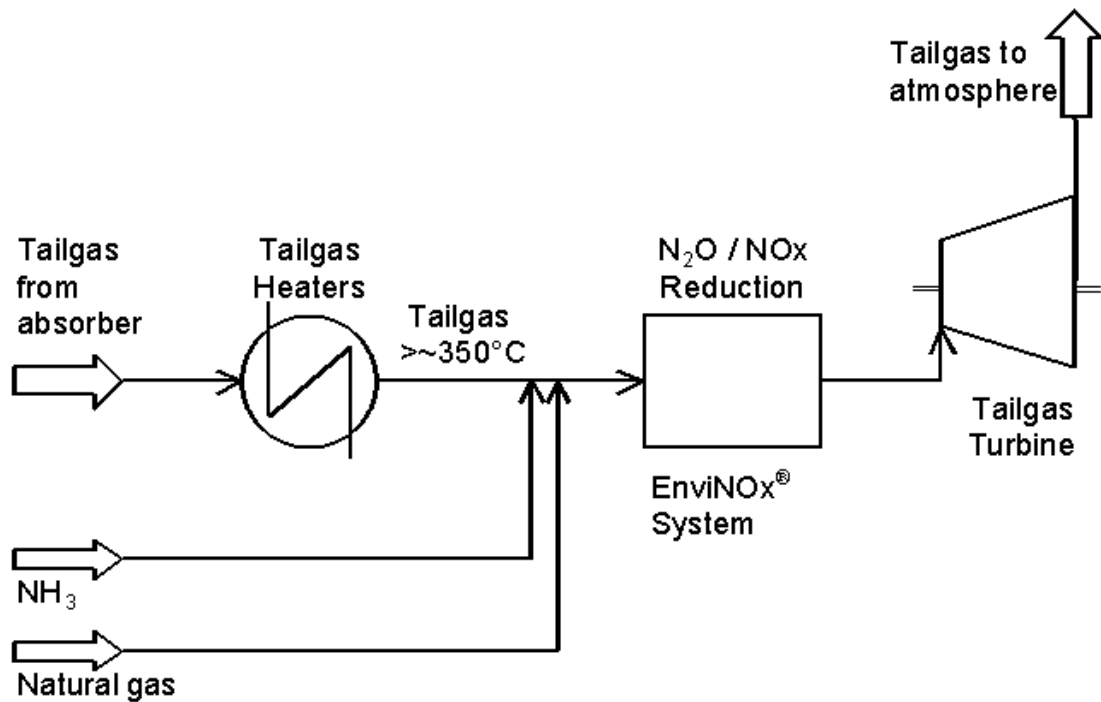 Tailgas to
atmosphere
Tailgas
from
absorber
Tailgas
Heaters
Tailgas
>~350°C
N₂O / NOx
Reduction
EnviNOx®
System
Tailgas
Turbine
NH₃
Natural gas